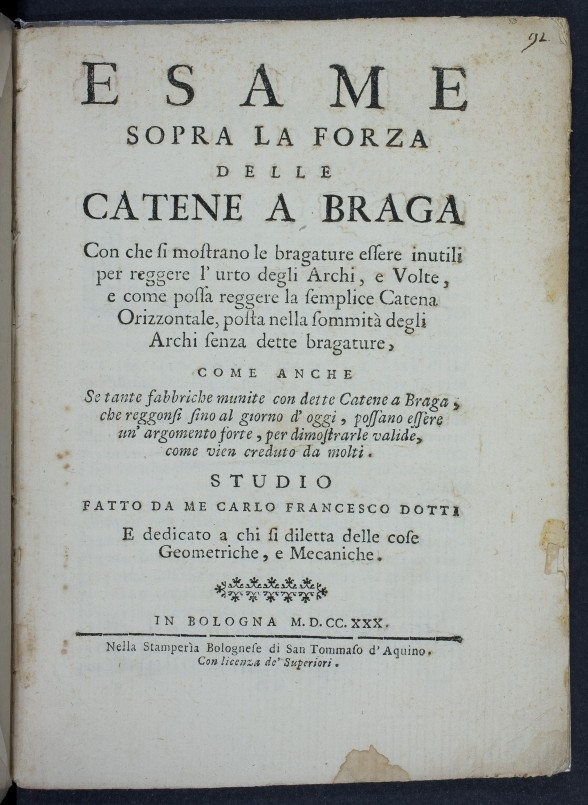 92
ESAME
SOPRA LA FORZA
DELLE
CATENE A BRAGA
Con che ſi moſtrano le bragature eſſere inutili
per reggere l' urto degli Archi, e Volte,
e come poſſa reggere la ſemplice Catena
Orizzontale, poſta nella ſommità degli
Archi ſenza dette bragature,
COME ANCHE
Se tante fabbriche munite con dette Catene a Braga,
che reggonſi ſino al giorno d' oggi, poſſano eſſere
un' argomento forte, per dimoſtrarle valide,
come vien creduto da molti.
STUDIO
FATTO DA ME CARLO FRANCESCO DOTTI
E dedicato a chi ſi diletta delle coſe
Geometriche, e Mecaniche.
IN BOLOGNA M.D.CC.XXX.
Nella Stamperìa Bologneſe di San Tommaſo d' Aquino.
Con licenza de' Superiori.